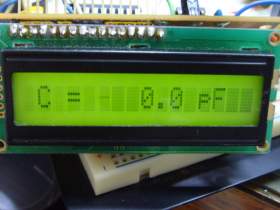 C = - 0.0 pF